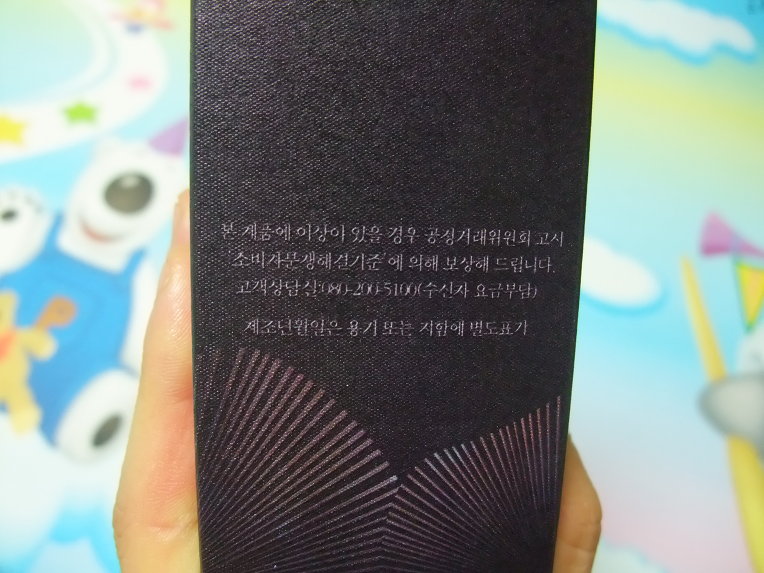 본 제품에 이상이 있을 경우 공정거래위원회 고시
'소비자분쟁해결기준'에 의해 보상해 드립니다.
고객상담실:080-200-5100(수신자 요금부담)
제조년월일은 용기 또는 지함에 별도표기